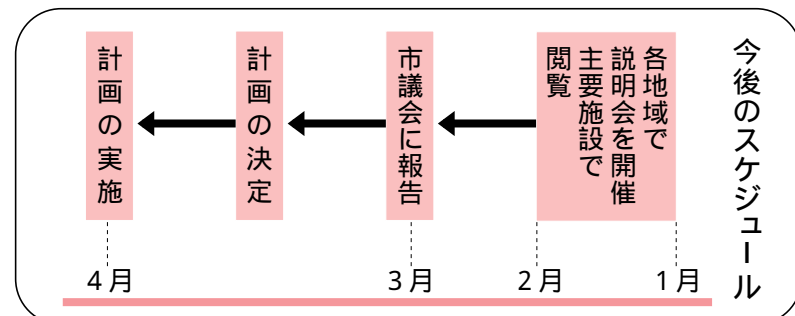 今後のスケジュール
各地域で
説明会を開催
主要施設で
閲覧
市議会に報告
計画の決定
計画の実施
1月
2月
3月
4月